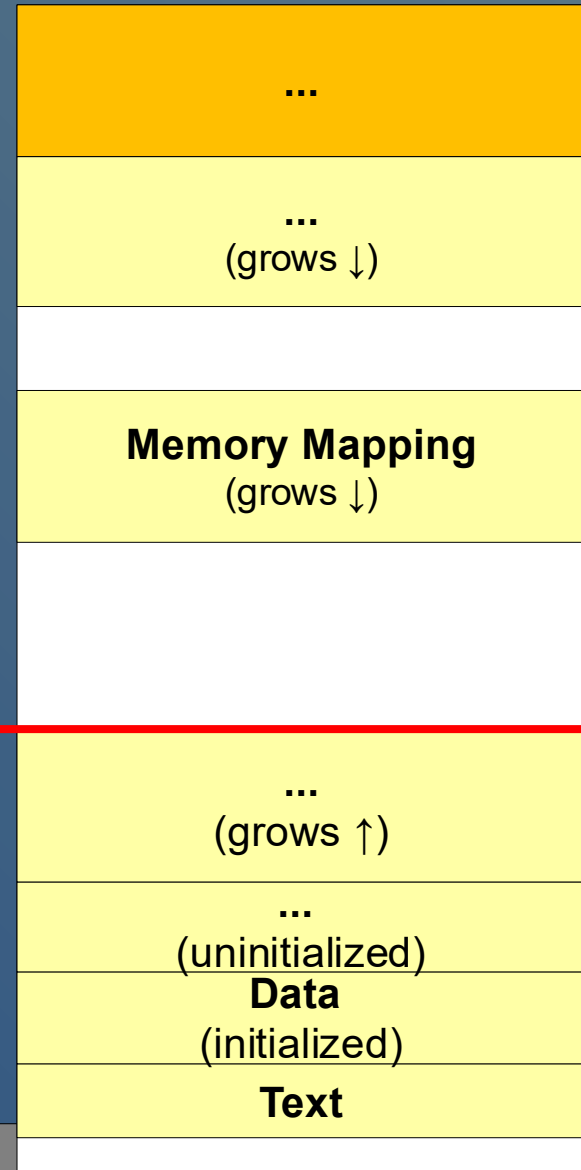 ...
...
(grows ↓)
Memory Mapping
(grows ↓)
...
(grows ↑)
...
(uninitialized)
Data
(initialized)
Text